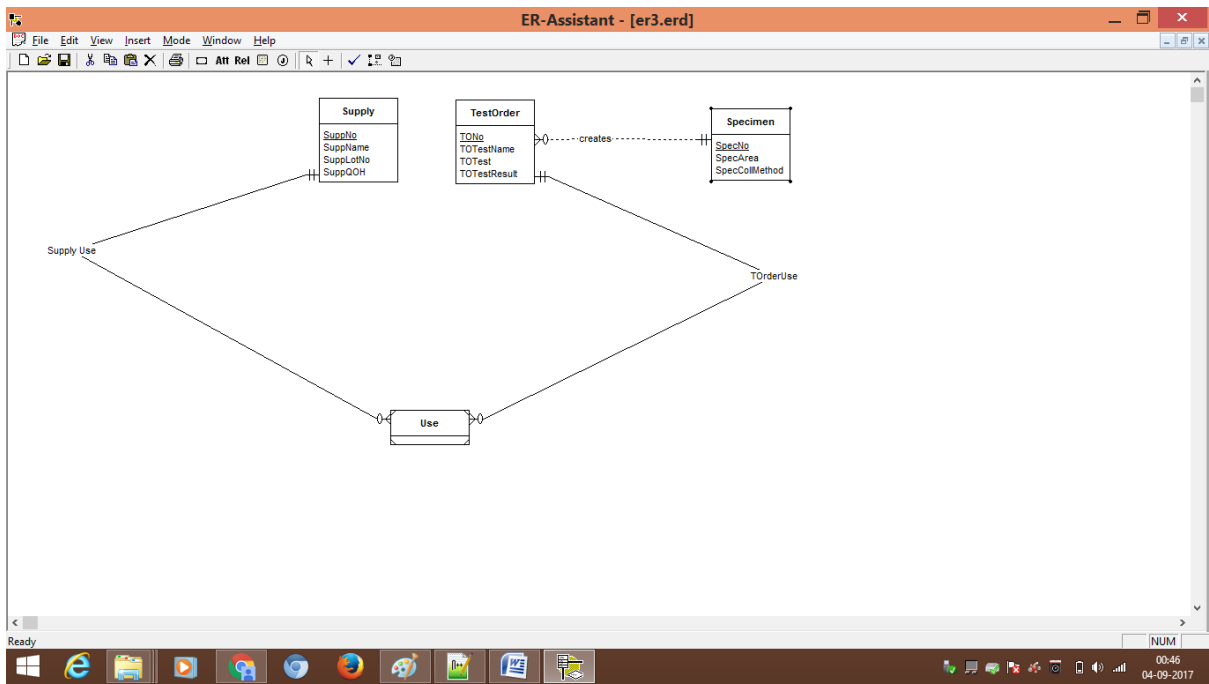 ER-Assistant - [er3.erd]
File Edit View Insert Mode Window Help
Att Rel
Supply
SuppNo
SuppName
SuppLotNo
SuppQOH
TestOrder
TONo
TOTestName
TOTest
TOTestResult
creates
Specimen
SpecNo
SpecArea
SpecCollMethod
Supply Use
TOrderUse
Use
Ready
NUM
00:46
04-09-2017